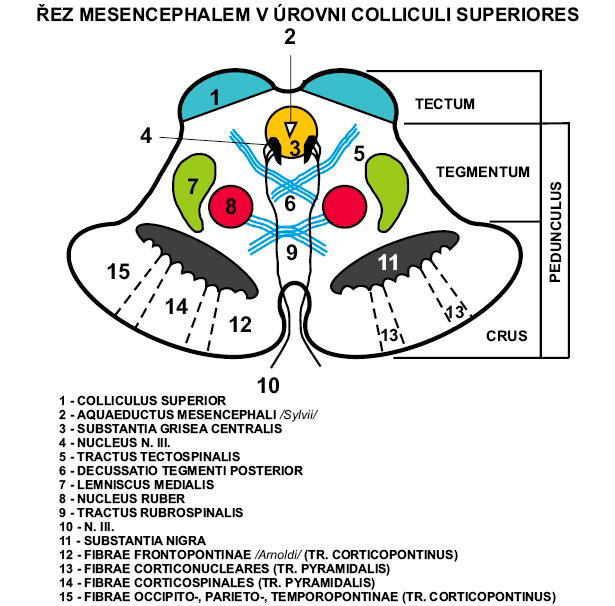 ŘEZ MESENCEPHALEM V ÚROVNI COLLICULI SUPERIORES
2
1
TECTUM
4
3
5
TEGMENTUM
7
8
6
PEDUNCULUS
9
15
11
14
12
13
13
CRUS
10
1 - COLLICULUS SUPERIOR
2 - AQUAEDUCTUS MESENCEPHALI /Sylvii/
3 - SUBSTANTIA GRISEA CENTRALIS
4 - NUCLEUS N. III.
5 - TRACTUS TECTOSPINALIS
6 - DECUSSATIO TEGMENTI POSTERIOR
7 - LEMNISCUS MEDIALIS
8 - NUCLEUS RUBER
9 - TRACTUS RUBROSPINALIS
10 - N. III.
11 - SUBSTANTIA NIGRA
12 - FIBRAE FRONTOPONTINAE /Arnoldi/ (TR. CORTICOPONTINUS)
13 - FIBRAE CORTICONUCLEARES (TR. PYRAMIDALIS)
14 - FIBRAE CORTICOSPINALES (TR. PYRAMIDALIS)
15 - FIBRAE OCCIPITO-, PARIETO-, TEMPOROPONTINAE (TR. CORTICOPONTINUS)